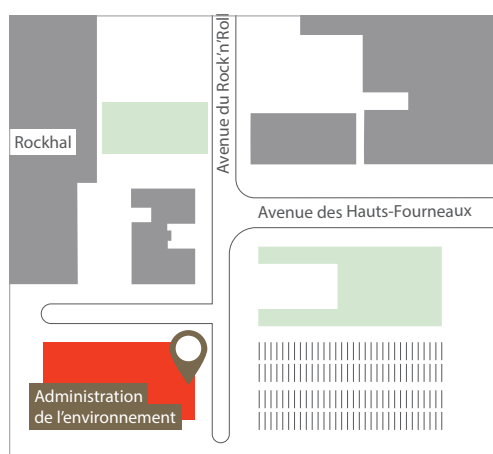 Avenue du Rock'n'Roll
Rockhal
Avenue des Hauts-Fourneaux
Administration
de l'environnement